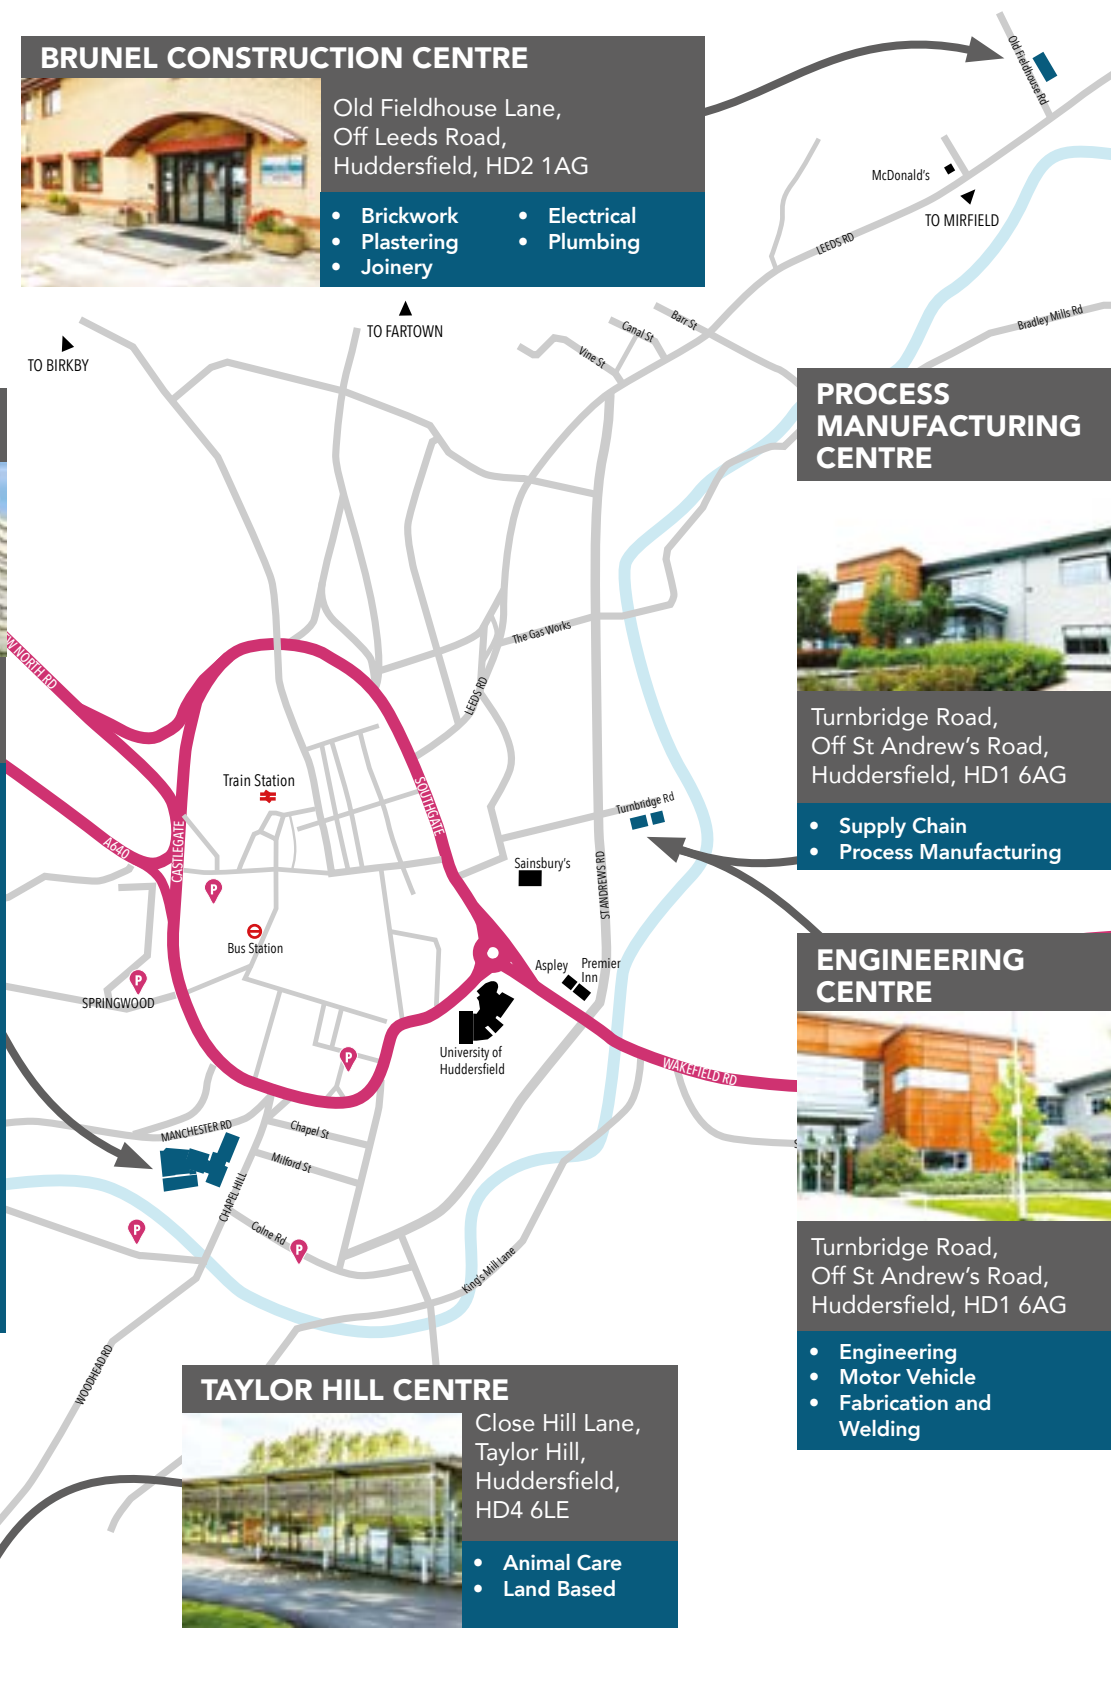 BRUNEL CONSTRUCTION CENTRE
Old Fieldhouse Lane,
Off Leeds Road,
Huddersfield, HD2 1AG
• Brickwork
• Plastering
• Joinery
• Electrical
• Plumbing
Old Fieldhouse Rd
McDonald's
TO MIRFIELD
LEEDS RD
Bradley Mills Rd
Barr St
Canal St
Vine St
TO FARTOWN
TO BIRKBY
PROCESS
MANUFACTURING
CENTRE
Turnbridge Road,
Off St Andrew's Road,
Huddersfield, HD1 6AG
• Supply Chain
• Process Manufacturing
The Gas Works
W NORTH RD
LEEDS RD
Train Station
SOUTHGATE
Turnbridge Rd
A640
CASTLEGATE
Sainsbury's
ST ANDREWS RD
P
Bus Station
Aspley
Premier
Inn
P
SPRINGWOOD
University of
Huddersfield
P
WAKEFIELD RD
ENGINEERING
CENTRE
Turnbridge Road,
Off St Andrew's Road,
Huddersfield, HD1 6AG
• Engineering
• Motor Vehicle
• Fabrication and
Welding
MANCHESTER RD
Chapel St
Milford St
CHAPEL HILL
Colne Rd
P
P
King's Mill Lane
WOODHEAD RD
TAYLOR HILL CENTRE
Close Hill Lane,
Taylor Hill,
Huddersfield,
HD4 6LE
• Animal Care
• Land Based